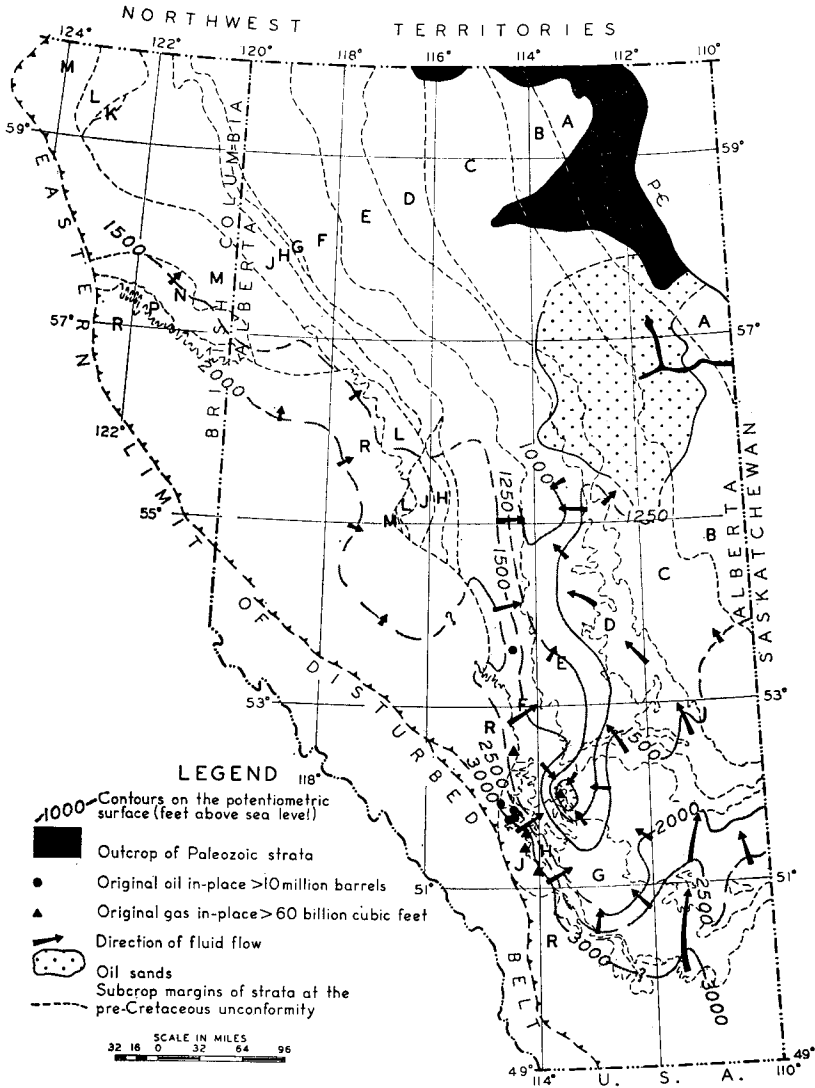 NORTHWEST TERRITORIES
124° 122° 120° 118° 116° 114° 112° 110°
M
L
K
B A
59° 59°
C
D
E
F
G
H
J
PЄ
EASTERN LIMIT OF DISTURBED BELT
BRITISH COLUMBIA
ALBERTA
1500
M
N
P
R
57° 57°
A
2000
122°
L
R
L J H
M
1000
1250
1500
1250
55°
B
C
ALBERTA
SASKATCHEWAN
D
?
E
53° 53°
F
R
2500
3000
1500
118°
2000
H
J
G
51° 51°
2500
R
3000
?
3000
LEGEND
1000 Contours on the potentiometric
surface (feet above sea level)
Outcrop of Paleozoic strata
Original oil in-place >10 million barrels
Original gas in-place > 60 billion cubic feet
Direction of fluid flow
Oil sands
Subcrop margins of strata at the
pre-Cretaceous unconformity
SCALE IN MILES
32 16 0 32 64 96
49° 49°
114° U. S. A. 110°